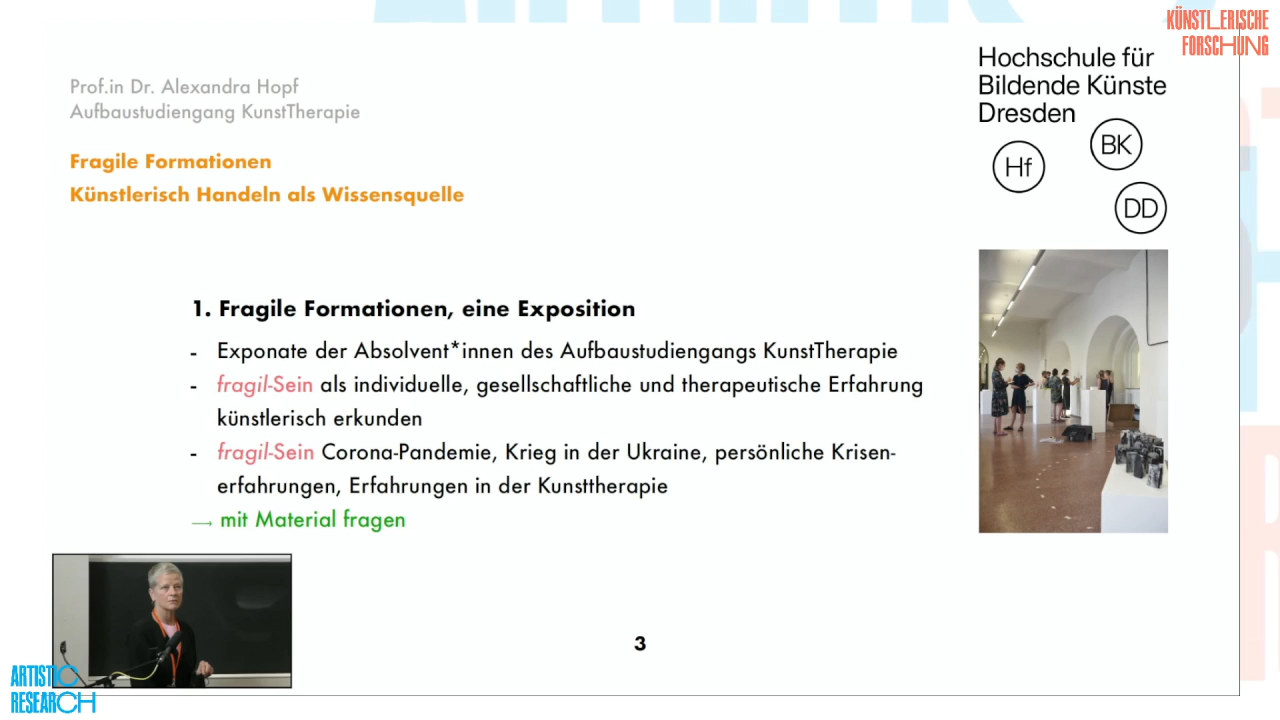 KÜNSTLERISCHE
FORSCHUNG
Hochschule für
Bildende Künste
Dresden
Hf
BK
DD
Prof.in Dr. Alexandra Hopf
Aufbaustudiengang KunstTherapie
Fragile Formationen
Künstlerisch Handeln als Wissensquelle
1. Fragile Formationen, eine Exposition
- Exponate der Absolvent*innen des Aufbaustudiengangs KunstTherapie
- fragil-Sein als individuelle, gesellschaftliche und therapeutische Erfahrung
künstlerisch erkunden
- fragil-Sein Corona-Pandemie, Krieg in der Ukraine, persönliche Krisen-
erfahrungen, Erfahrungen in der Kunsttherapie
→ mit Material fragen
3
ARTISTIC
RESEARCH